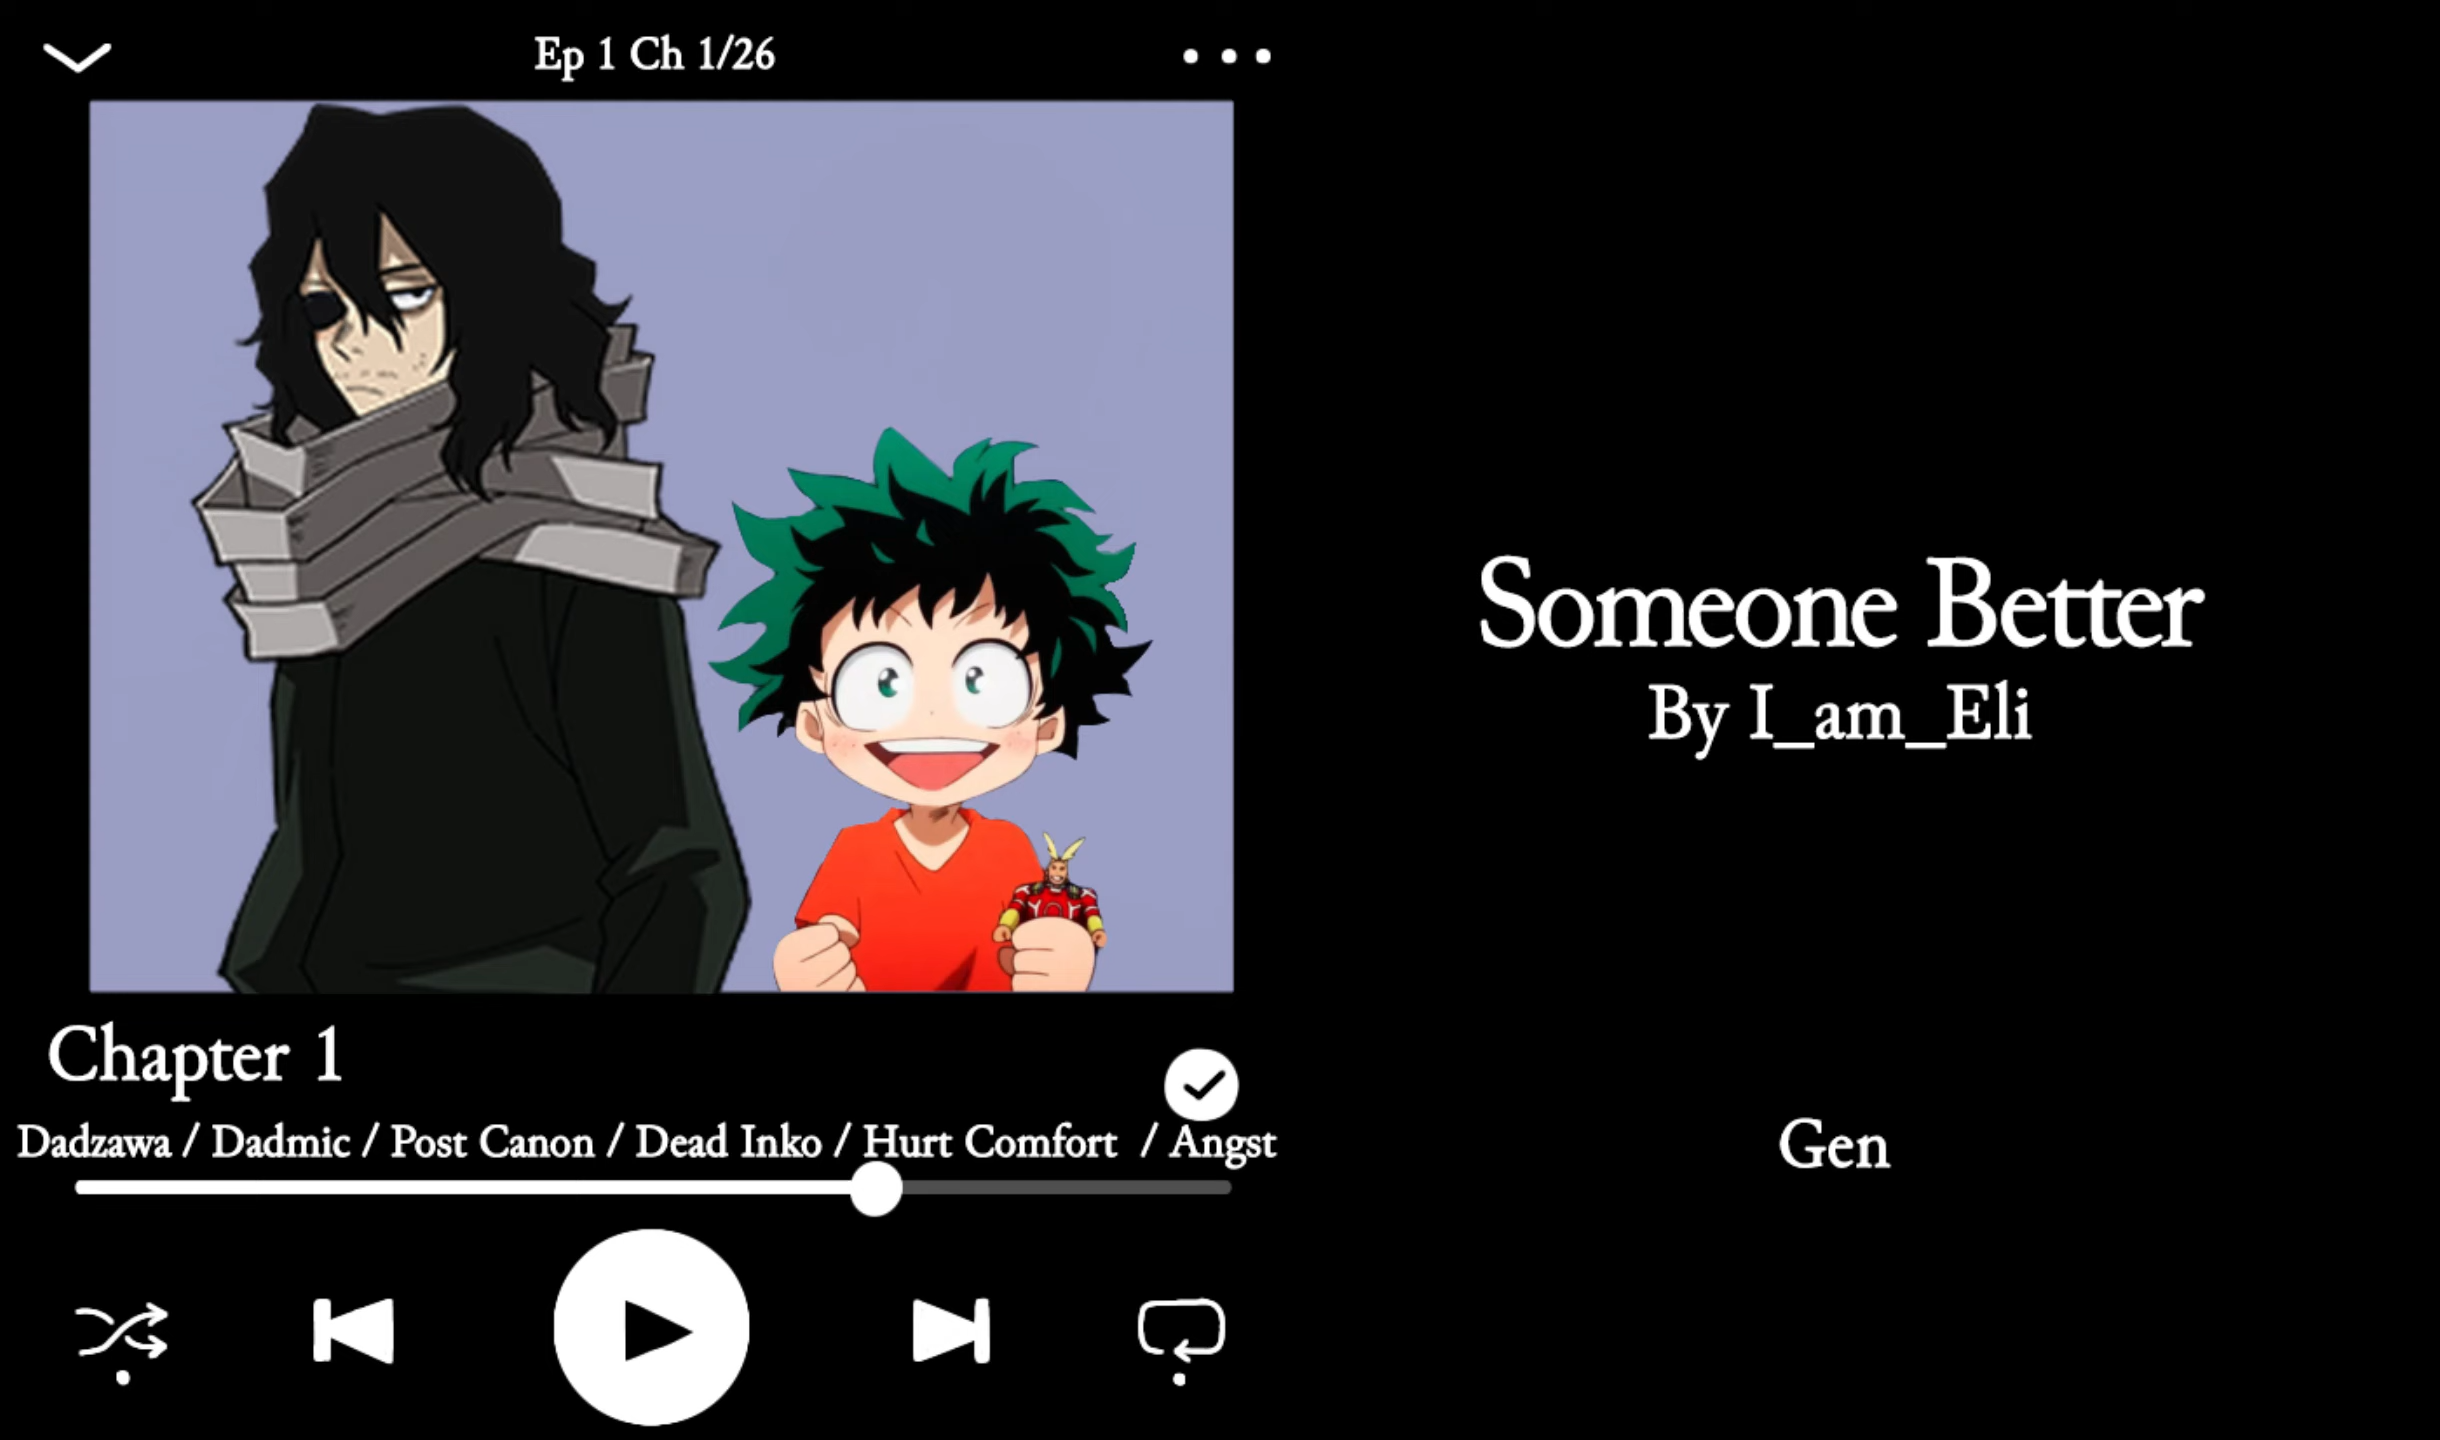 Ep 1 Ch 1/26
Someone Better
By I_am_Eli
Chapter 1
Dadzawa / Dadmic / Post Canon / Dead Inko / Hurt Comfort / Angst
Gen